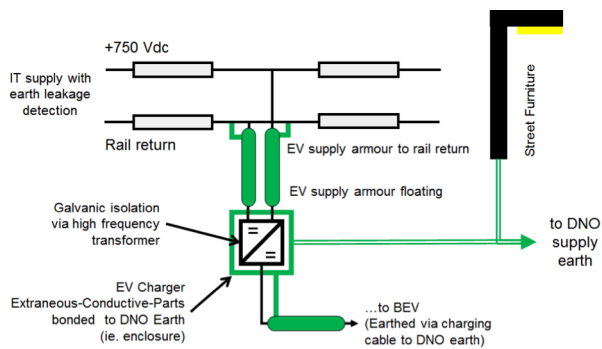 +750 Vdc
IT supply with
earth leakage
detection
Rail return
Street Furniture
EV supply armour to rail return
EV supply armour floating
Galvanic isolation
via high frequency
transformer
to DNO
supply
earth
EV Charger
Extraneous-Conductive-Parts
bonded to DNO Earth
(ie. enclosure)
...to BEV
(Earthed via charging
cable to DNO earth)